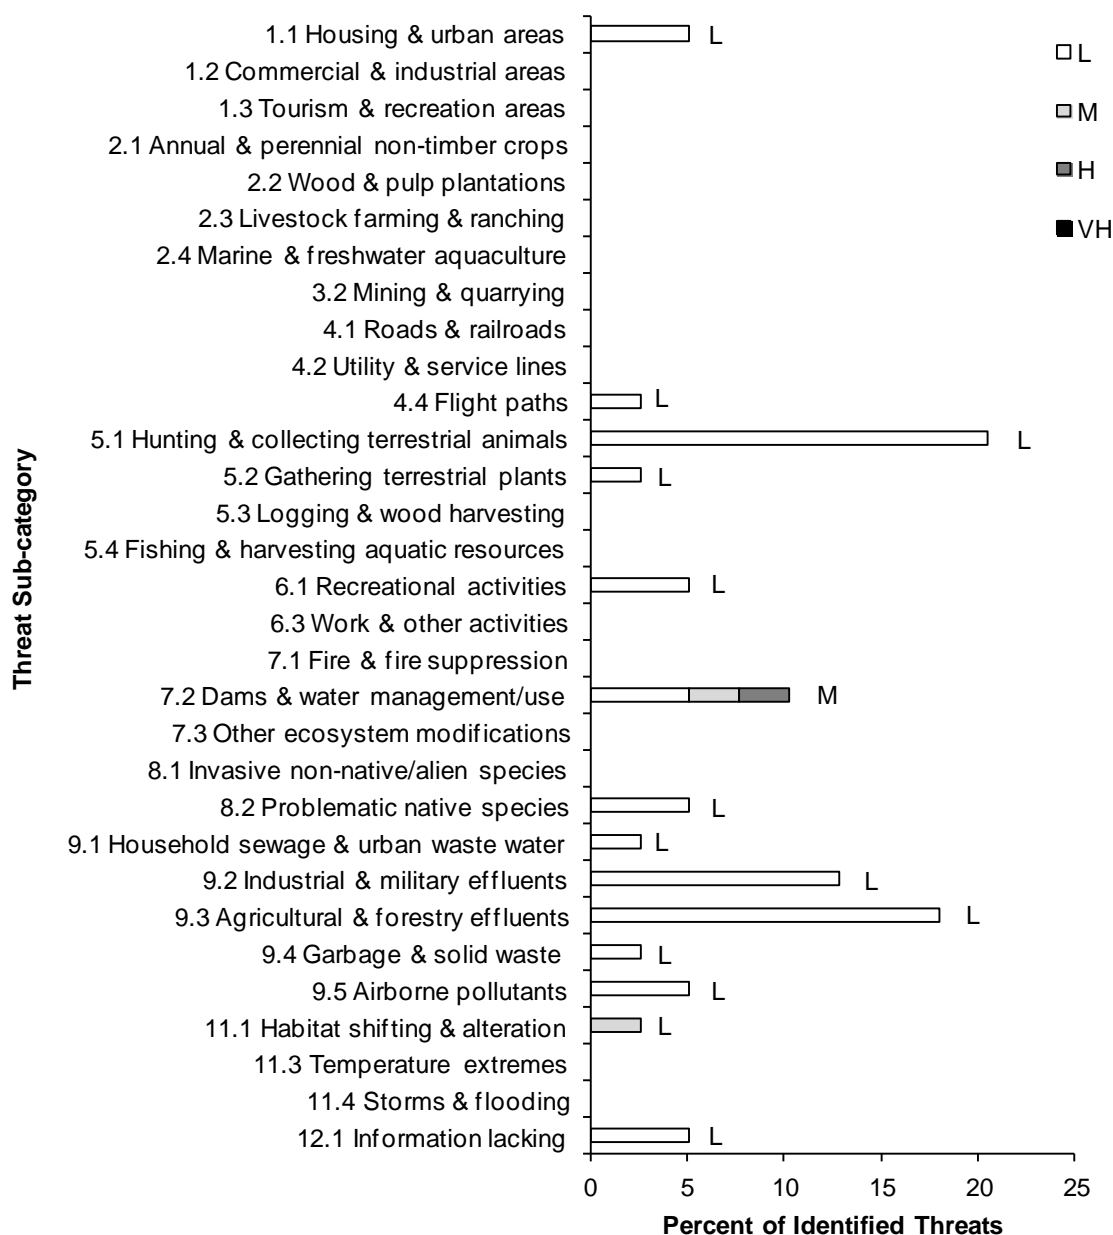 1.1 Housing & urban areas L
1.2 Commercial & industrial areas
1.3 Tourism & recreation areas
2.1 Annual & perennial non-timber crops
2.2 Wood & pulp plantations
2.3 Livestock farming & ranching
2.4 Marine & freshwater aquaculture
3.2 Mining & quarrying
4.1 Roads & railroads
4.2 Utility & service lines
4.4 Flight paths L
5.1 Hunting & collecting terrestrial animals L
5.2 Gathering terrestrial plants L
5.3 Logging & wood harvesting
5.4 Fishing & harvesting aquatic resources
6.1 Recreational activities L
6.3 Work & other activities
7.1 Fire & fire suppression
7.2 Dams & water management/use M
7.3 Other ecosystem modifications
8.1 Invasive non-native/alien species
8.2 Problematic native species L
9.1 Household sewage & urban waste water L
9.2 Industrial & military effluents L
9.3 Agricultural & forestry effluents L
9.4 Garbage & solid waste L
9.5 Airborne pollutants L
11.1 Habitat shifting & alteration L
11.3 Temperature extremes
11.4 Storms & flooding
12.1 Information lacking L
0 5 10 15 20 25
Percent of Identified Threats
Threat Sub-category
L
M
H
VH